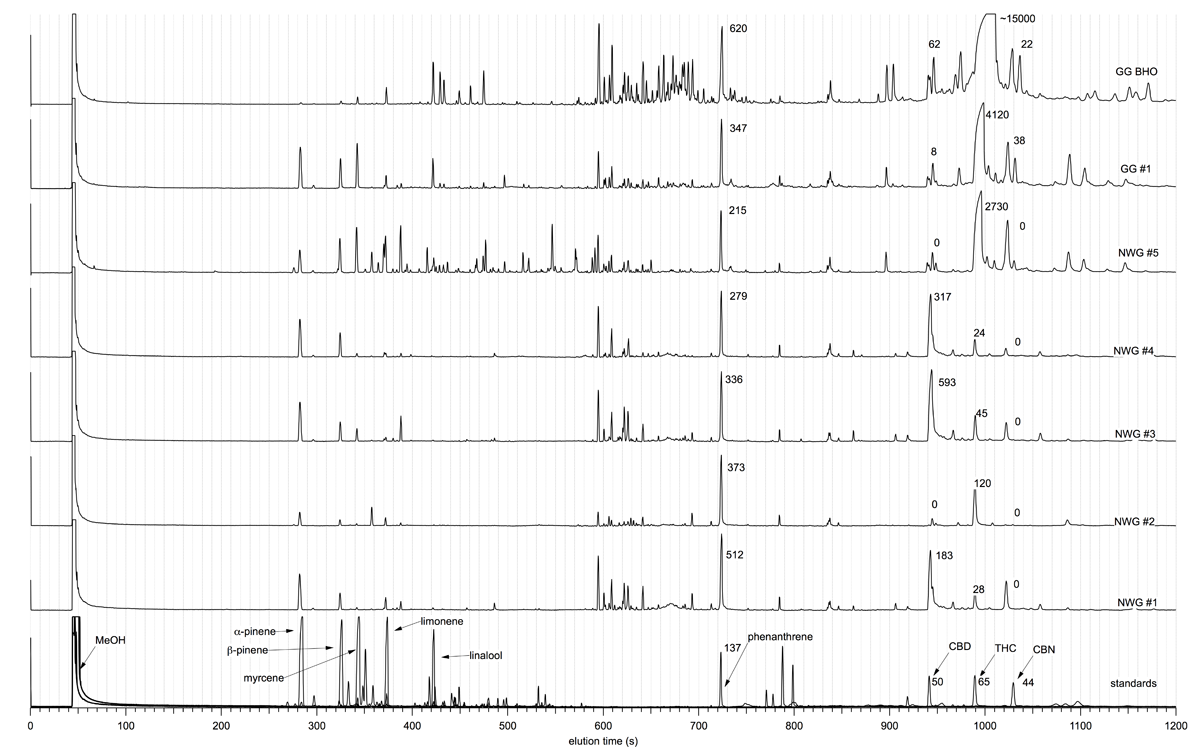 ~15000
620
62
22
GG BHO
347
4120
8
38
GG #1
215
2730
0
0
NWG #5
279
317
24
0
NWG #4
336
593
45
0
NWG #3
373
120
0
0
NWG #2
512
183
28
0
NWG #1
MeOH
α-pinene
β-pinene
myrcene
limonene
linalool
137
phenanthrene
CBD
THC
CBN
50
65
44
standards
0 100 200 300 400 500 600 700 800 900 1000 1100 1200
elution time (s)